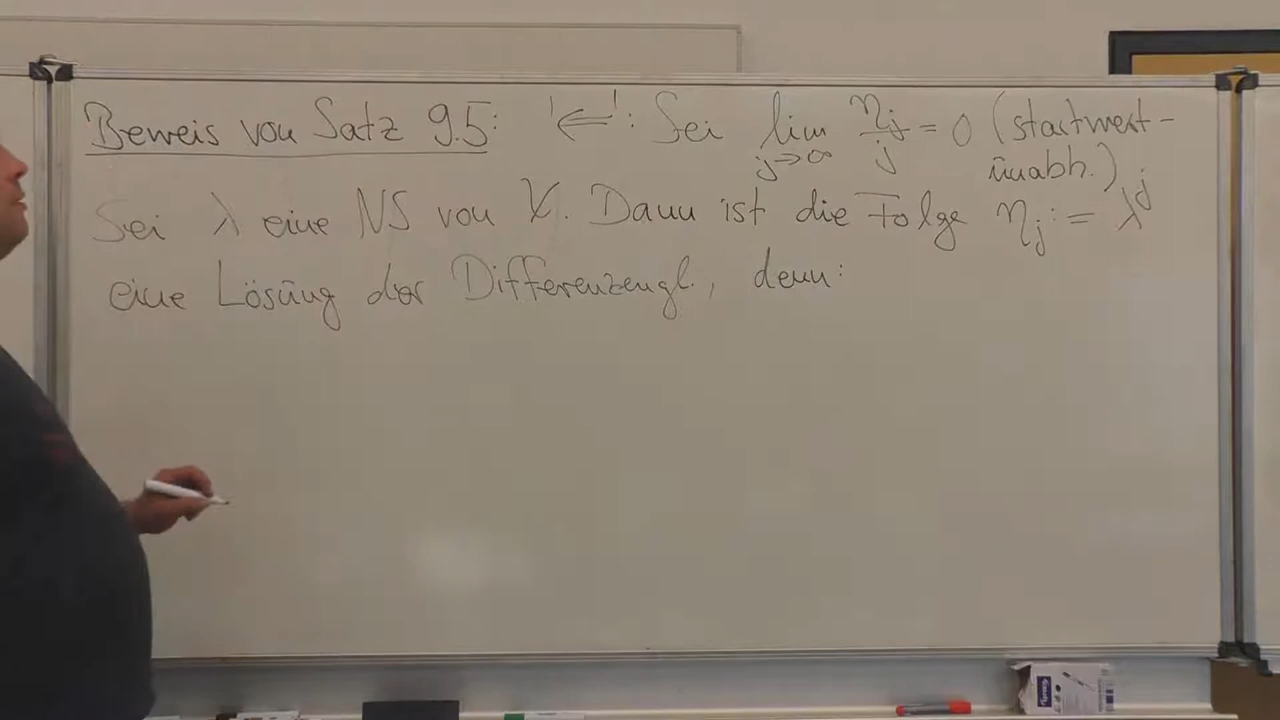 Beweis von Satz 9.5: '⇐': Sei lim_{j→∞} η_j/j = 0 (startwert-
unabh.)
Sei λ eine NS von χ. Dann ist die Folge η_j := λ^j
eine Lösung der Differenzengl., denn: